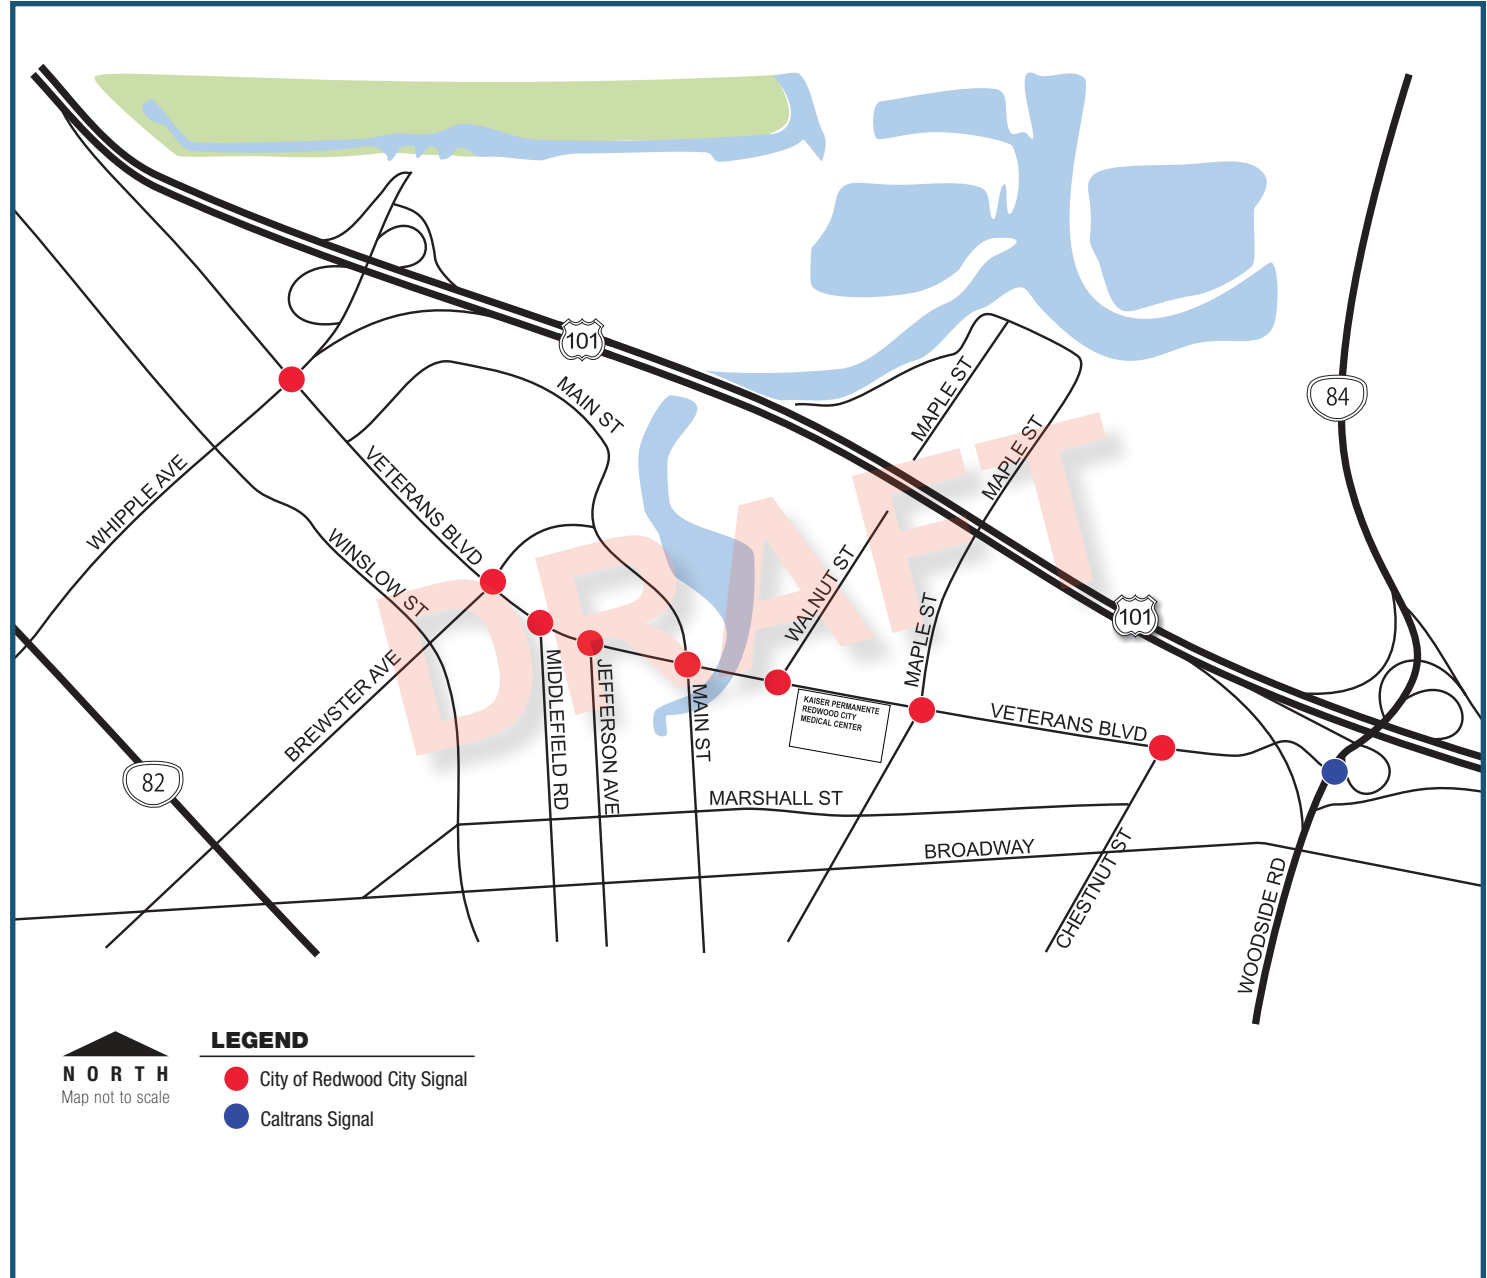 101
MAIN ST
MAPLE ST
84
MAPLE ST
WHIPPLE AVE
VETERANS BLVD
DRAFT
WINSLOW ST
WALNUT ST
101
MAPLE ST
BREWSTER AVE
MIDDLEFIELD RD
JEFFERSON AVE
MAIN ST
KAISER PERMANENTE
REDWOOD CITY
MEDICAL CENTER
VETERANS BLVD
82
MARSHALL ST
BROADWAY
CHESTNUT ST
WOODSIDE RD
NORTH
Map not to scale
LEGEND
City of Redwood City Signal
Caltrans Signal